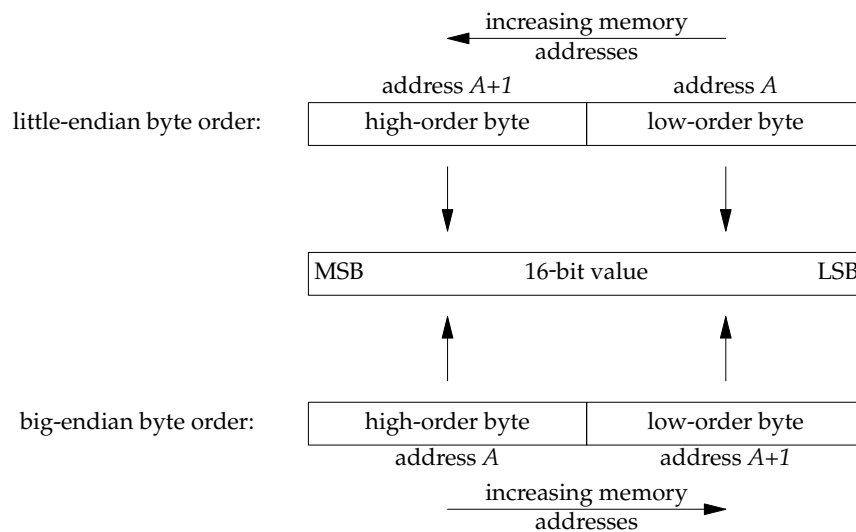 increasing memory
addresses
address A+1 address A
little-endian byte order: high-order byte low-order byte
MSB 16-bit value LSB
big-endian byte order: high-order byte low-order byte
address A address A+1
increasing memory
addresses